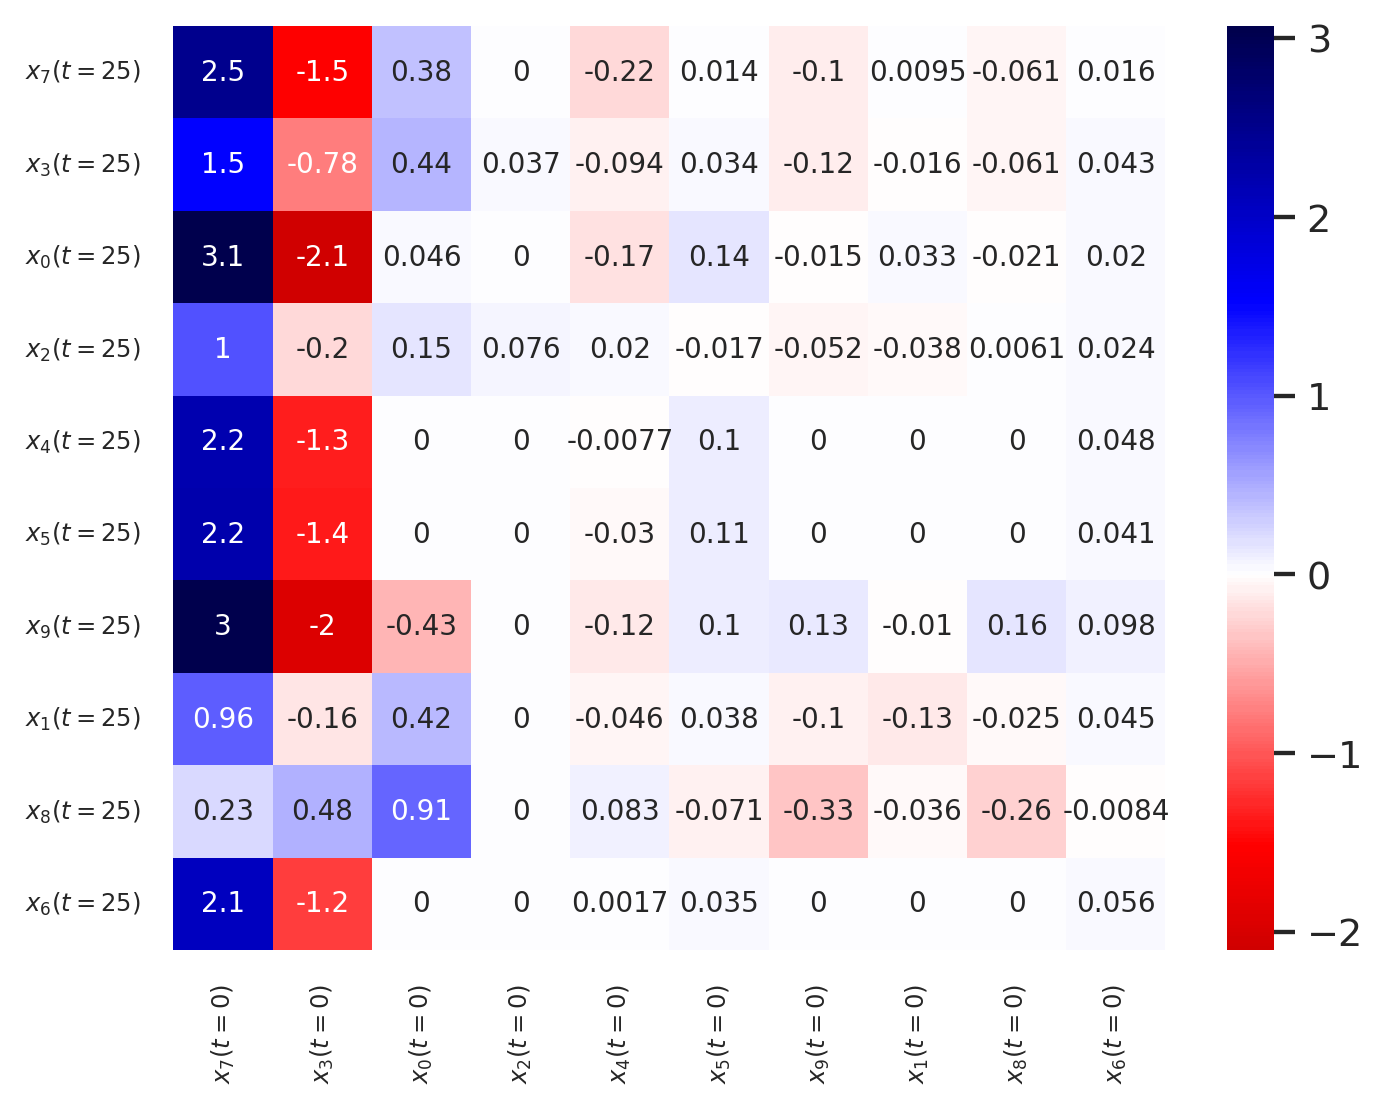 x₇(t = 25) 2.5 -1.5 0.38 0 -0.22 0.014 -0.1 0.0095 -0.061 0.016
x₃(t = 25) 1.5 -0.78 0.44 0.037 -0.094 0.034 -0.12 -0.016 -0.061 0.043
x₀(t = 25) 3.1 -2.1 0.046 0 -0.17 0.14 -0.015 0.033 -0.021 0.02
x₂(t = 25) 1 -0.2 0.15 0.076 0.02 -0.017 -0.052 -0.038 0.0061 0.024
x₄(t = 25) 2.2 -1.3 0 0 -0.0077 0.1 0 0 0 0.048
x₅(t = 25) 2.2 -1.4 0 0 -0.03 0.11 0 0 0 0.041
x₉(t = 25) 3 -2 -0.43 0 -0.12 0.1 0.13 -0.01 0.16 0.098
x₁(t = 25) 0.96 -0.16 0.42 0 -0.046 0.038 -0.1 -0.13 -0.025 0.045
x₈(t = 25) 0.23 0.48 0.91 0 0.083 -0.071 -0.33 -0.036 -0.26 -0.0084
x₆(t = 25) 2.1 -1.2 0 0 0.0017 0.035 0 0 0 0.056
x₇(t = 0)
x₃(t = 0)
x₀(t = 0)
x₂(t = 0)
x₄(t = 0)
x₅(t = 0)
x₉(t = 0)
x₁(t = 0)
x₈(t = 0)
x₆(t = 0)
3
2
1
0
−1
−2